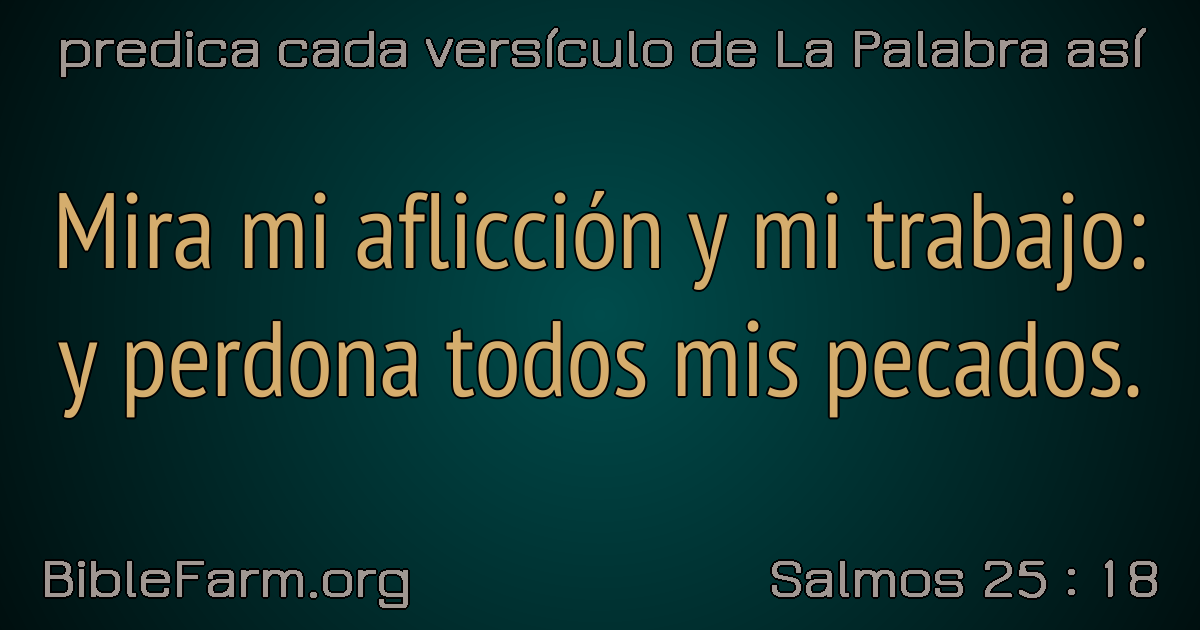 predica cada versículo de La Palabra así
Mira mi aflicción y mi trabajo:
y perdona todos mis pecados.
BibleFarm.org
Salmos 25 : 18